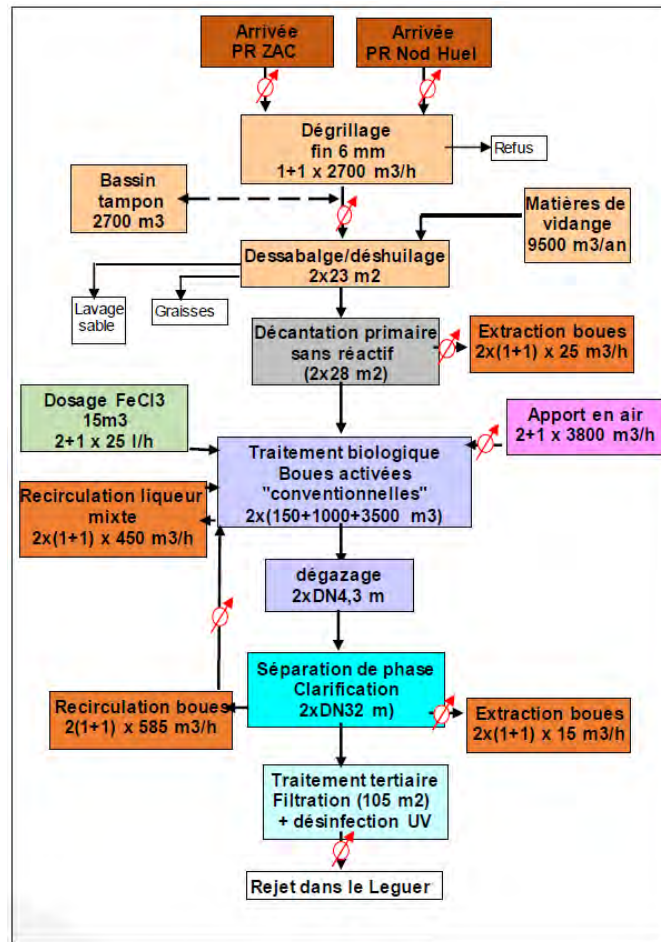 Arrivée
PR ZAC
Arrivée
PR Nod Huel
Dégrillage
fin 6 mm
1+1 x 2700 m3/h
Refus
Bassin
tampon
2700 m3
Matières de
vidange
9500 m3/an
Dessabalge/déshuilage
2x23 m2
Lavage
sable
Graisses
Décantation primaire
sans réactif
(2x28 m2)
Extraction boues
2x(1+1) x 25 m3/h
Dosage FeCl3
15m3
2+1 x 25 l/h
Apport en air
2+1 x 3800 m3/h
Traitement biologique
Boues activées
"conventionnelles"
2x(150+1000+3500 m3)
Recirculation liqueur
mixte
2x(1+1) x 450 m3/h
dégazage
2xDN4,3 m
Séparation de phase
Clarification
2xDN32 m)
Recirculation boues
2(1+1) x 585 m3/h
Extraction boues
2x(1+1) x 15 m3/h
Traitement tertiaire
Filtration (105 m2)
+ désinfection UV
Rejet dans le Leguer